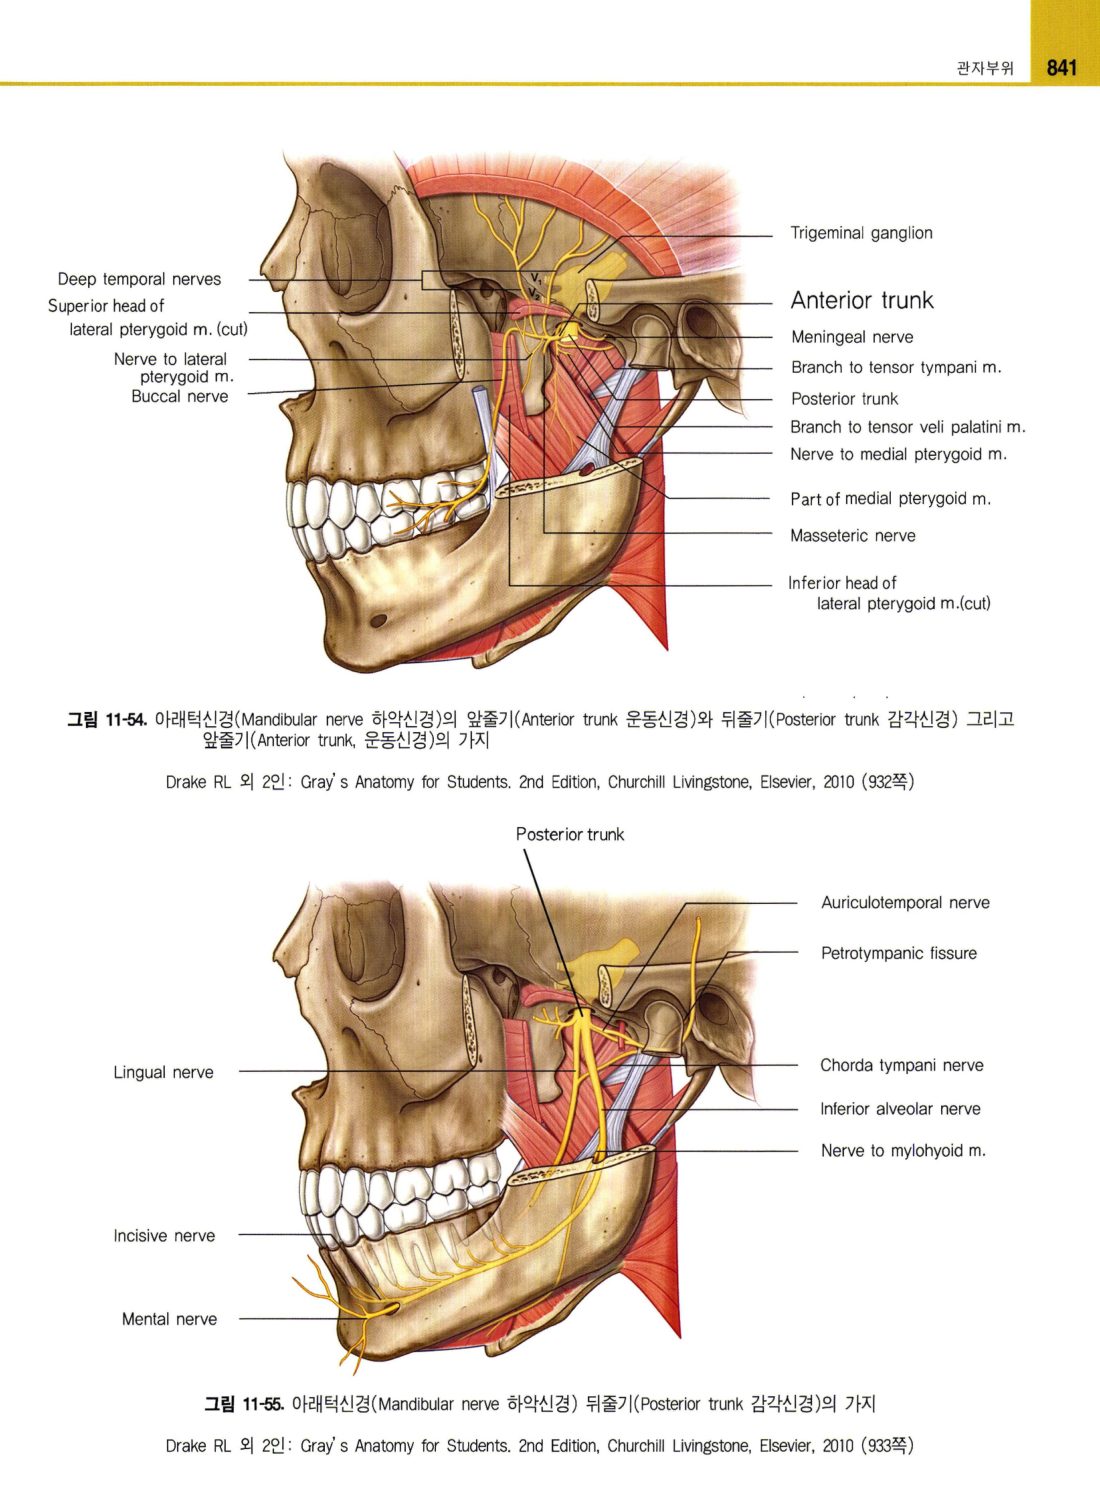 관자부위 841
Trigeminal ganglion
Deep temporal nerves
Superior head of
lateral pterygoid m. (cut)
Nerve to lateral
pterygoid m.
Buccal nerve
V₁
V₂
Anterior trunk
Meningeal nerve
Branch to tensor tympani m.
Posterior trunk
Branch to tensor veli palatini m.
Nerve to medial pterygoid m.
Part of medial pterygoid m.
Masseteric nerve
Inferior head of
lateral pterygoid m.(cut)
그림 11-54. 아래턱신경(Mandibular nerve 하악신경)의 앞줄기(Anterior trunk 운동신경)와 뒤줄기(Posterior trunk 감각신경) 그리고
앞줄기(Anterior trunk, 운동신경)의 가지
Drake RL 외 2인: Gray's Anatomy for Students. 2nd Edition, Churchill Livingstone, Elsevier, 2010 (932쪽)
Posterior trunk
Auriculotemporal nerve
Petrotympanic fissure
Lingual nerve
Chorda tympani nerve
Inferior alveolar nerve
Nerve to mylohyoid m.
Incisive nerve
Mental nerve
그림 11-55. 아래턱신경(Mandibular nerve 하악신경) 뒤줄기(Posterior trunk 감각신경)의 가지
Drake RL 외 2인: Gray's Anatomy for Students. 2nd Edition, Churchill Livingstone, Elsevier, 2010 (933쪽)